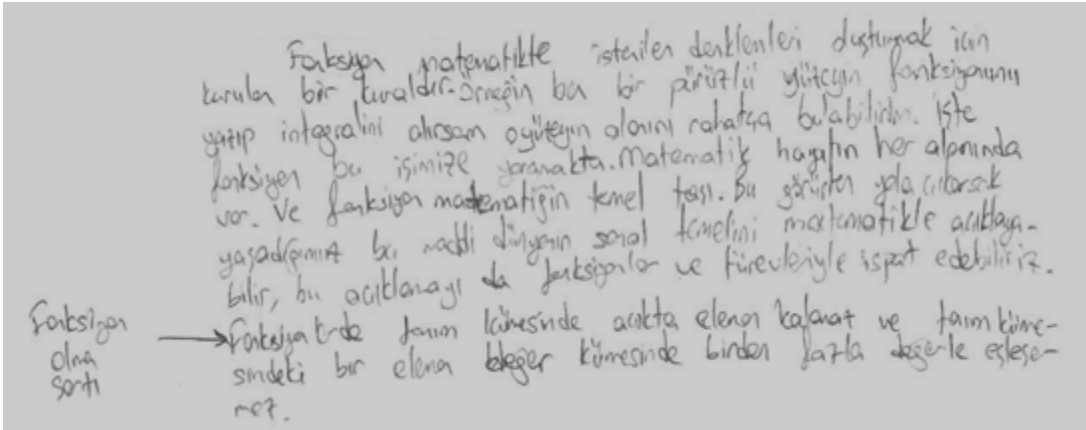 Fonksiyon matematikte istenilen denklemleri oluşturmak için
kurulan bir kuraldır. Örneğin ben bir pürüzlü yüzeyin fonksiyonunu
yazıp integralini alırsam o yüzeyin alanını rahatça bulabilirim. İşte
fonksiyon bu işimize yaramakta. Matematik hayatın her alanında
var. Ve fonksiyon matematiğin temel taşı. Bu görüşten yola çıkarsak
yaşadığımız bu maddi dünyanın temelini matematikle açıklaya-
bilir, bu açıklamayı da fonksiyonlar ve türevleriyle ispat edebiliriz.
Fonksiyon olma şartı
Fonksiyonlarda tanım kümesinde açıkta eleman kalamaz ve tanım küme-
sindeki bir eleman değer kümesinde birden fazla değerle eşleşe-
mez.